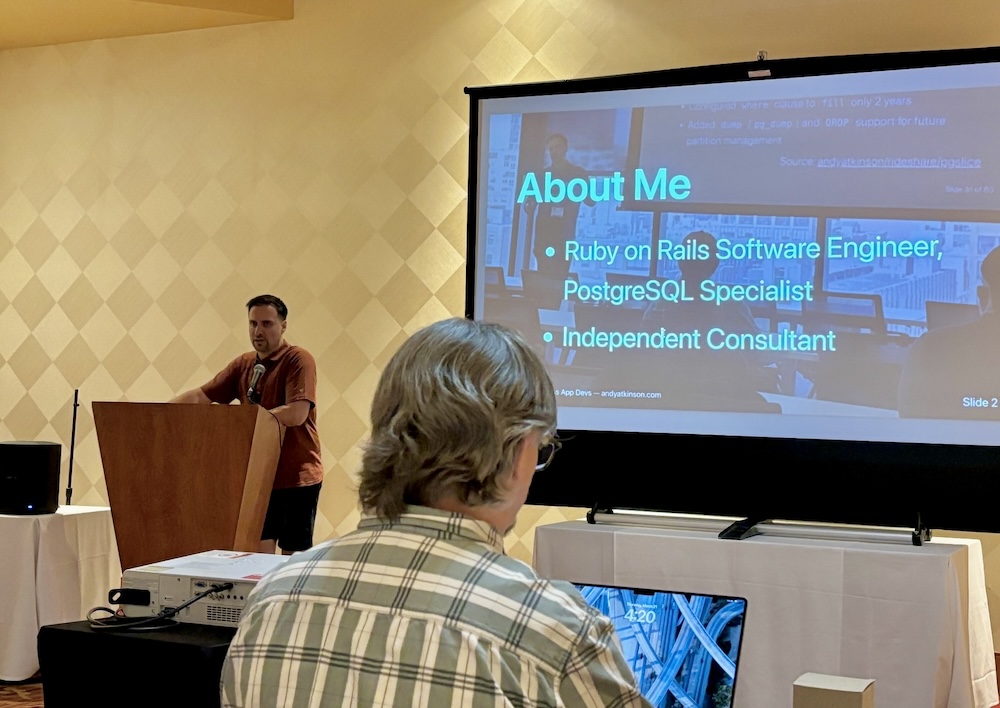 • Configured where clause to fill only 2 years
• Added dump (pg_dump) and DROP support for future
partition management
Source: andyatkinson/rideshare/pgslice
About Me
• Ruby on Rails Software Engineer,
PostgreSQL Specialist
• Independent Consultant
App Devs — andyatkinson.com
Slide 2
4:20